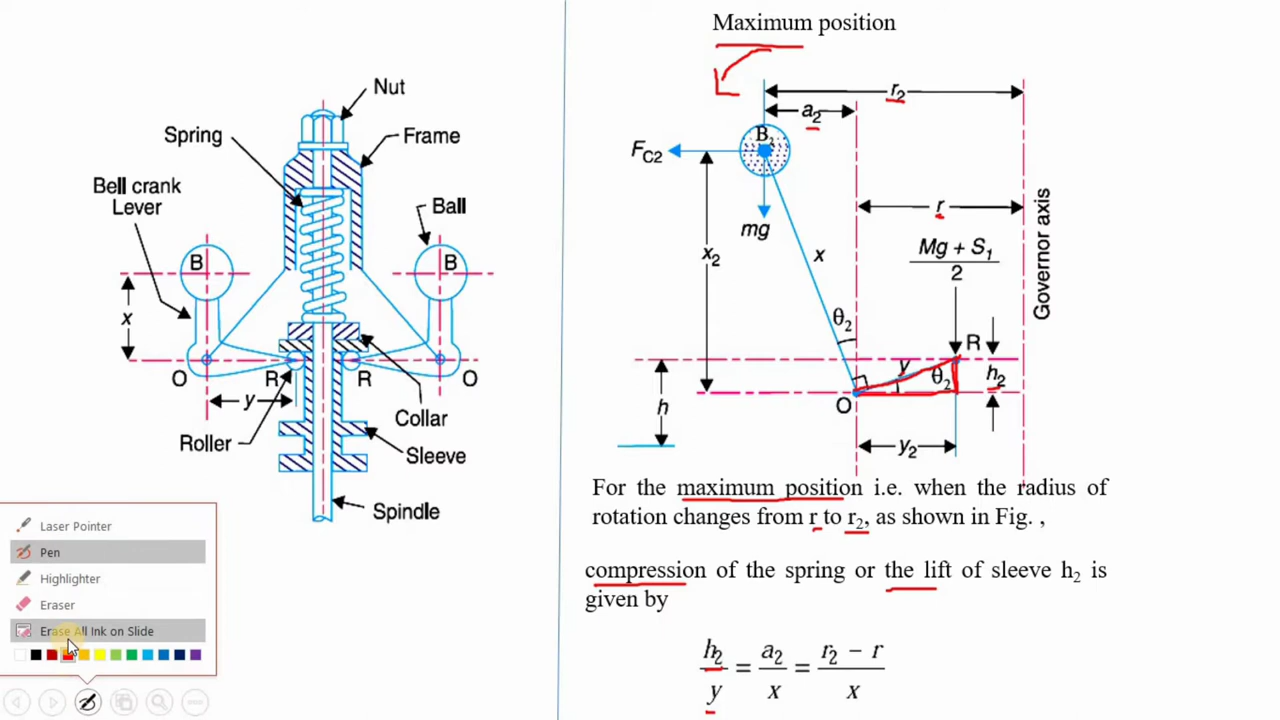 Maximum position
Nut
Spring
Frame
Bell crank
Lever
Ball
B
B
x
O
R
R
O
y
Collar
Roller
Sleeve
Spindle
r₂
a₂
B₂
F_C2
mg
r
x₂
x
Mg + S₁
2
Governor axis
θ₂
R
y
θ₂
h₂
O
h
y₂
For the maximum position i.e. when the radius of
rotation changes from r to r₂, as shown in Fig. ,
compression of the spring or the lift of sleeve h₂ is
given by
h₂/y = a₂/x = (r₂ − r)/x
Laser Pointer
Pen
Highlighter
Eraser
Erase All Ink on Slide